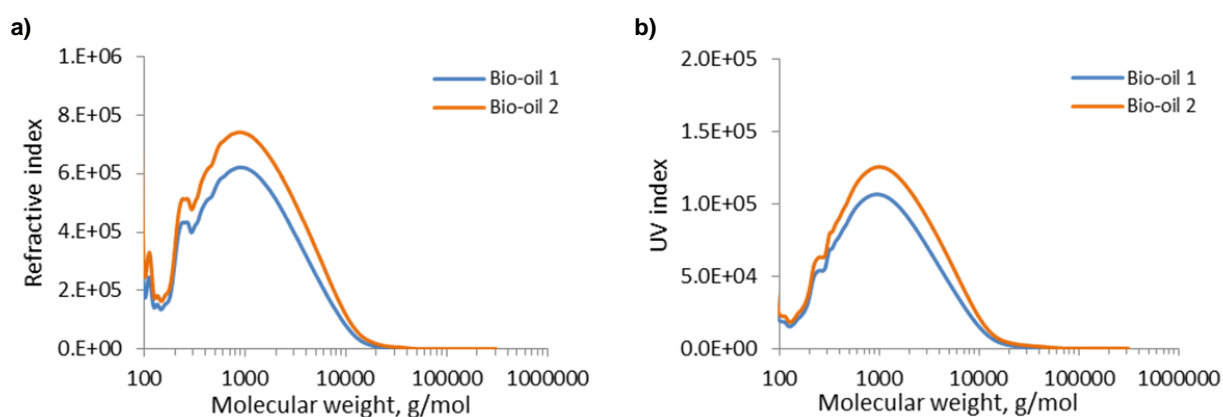 a)
1.E+06
8.E+05
6.E+05
4.E+05
2.E+05
0.E+00
Refractive index
Bio-oil 1
Bio-oil 2
100 1000 10000 100000 1000000
Molecular weight, g/mol
b)
2.0E+05
1.5E+05
1.0E+05
5.0E+04
0.0E+00
UV index
Bio-oil 1
Bio-oil 2
100 1000 10000 100000 1000000
Molecular weight, g/mol